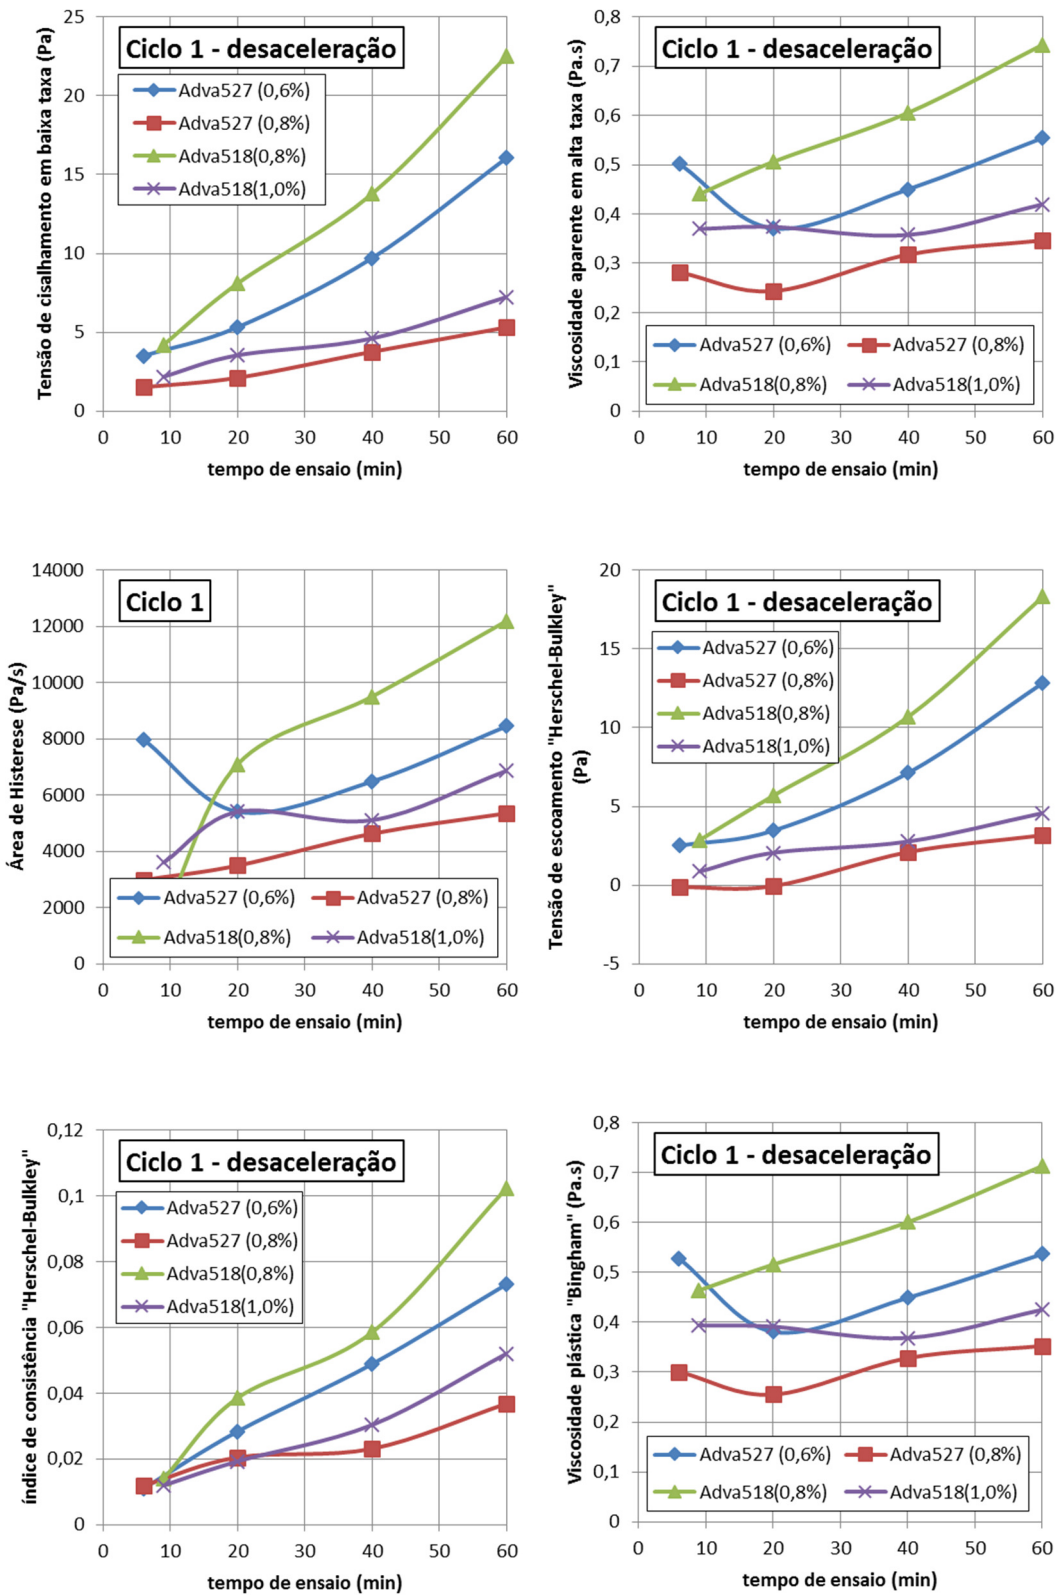 Ciclo 1 - desaceleração
Tensão de cisalhamento em baixa taxa (Pa)
25
20
15
10
5
0
Adva527 (0,6%)
Adva527 (0,8%)
Adva518(0,8%)
Adva518(1,0%)
0 10 20 30 40 50 60
tempo de ensaio (min)
Ciclo 1 - desaceleração
Viscosidade aparente em alta taxa (Pa.s)
0,8
0,7
0,6
0,5
0,4
0,3
0,2
0,1
0
Adva527 (0,6%) Adva527 (0,8%)
Adva518(0,8%) Adva518(1,0%)
0 10 20 30 40 50 60
tempo de ensaio (min)
Ciclo 1
Área de Histerese (Pa/s)
14000
12000
10000
8000
6000
4000
2000
0
Adva527 (0,6%) Adva527 (0,8%)
Adva518(0,8%) Adva518(1,0%)
0 10 20 30 40 50 60
tempo de ensaio (min)
Ciclo 1 - desaceleração
Tensão de escoamento "Herschel-Bulkley"
(Pa)
20
15
10
5
0
-5
Adva527 (0,6%)
Adva527 (0,8%)
Adva518(0,8%)
Adva518(1,0%)
0 10 20 30 40 50 60
tempo de ensaio (min)
Ciclo 1 - desaceleração
índice de consistência "Herschel-Bulkley"
0,12
0,1
0,08
0,06
0,04
0,02
0
Adva527 (0,6%)
Adva527 (0,8%)
Adva518(0,8%)
Adva518(1,0%)
0 10 20 30 40 50 60
tempo de ensaio (min)
Ciclo 1 - desaceleração
Viscosidade plástica "Bingham" (Pa.s)
0,8
0,7
0,6
0,5
0,4
0,3
0,2
0,1
0
Adva527 (0,6%) Adva527 (0,8%)
Adva518(0,8%) Adva518(1,0%)
0 10 20 30 40 50 60
tempo de ensaio (min)